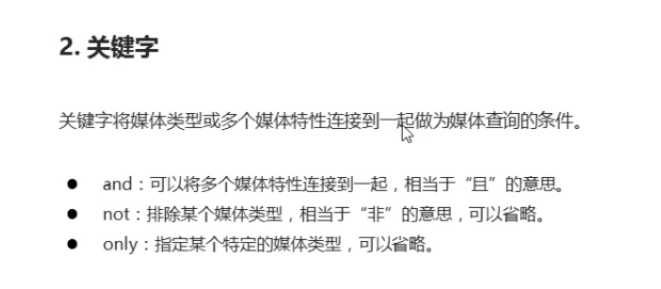 2. 关键字
关键字将媒体类型或多个媒体特性连接到一起做为媒体查询的条件。
● and：可以将多个媒体特性连接到一起，相当于“且”的意思。
● not：排除某个媒体类型，相当于“非”的意思，可以省略。
● only：指定某个特定的媒体类型，可以省略。